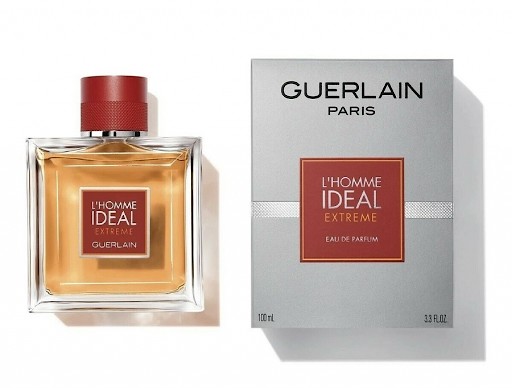 L'HOMME
IDEAL
EXTREME
GUERLAIN
GUERLAIN
PARIS
L'HOMME
IDEAL
EXTREME
EAU DE PARFUM
100 mL 3.3 FL.OZ.